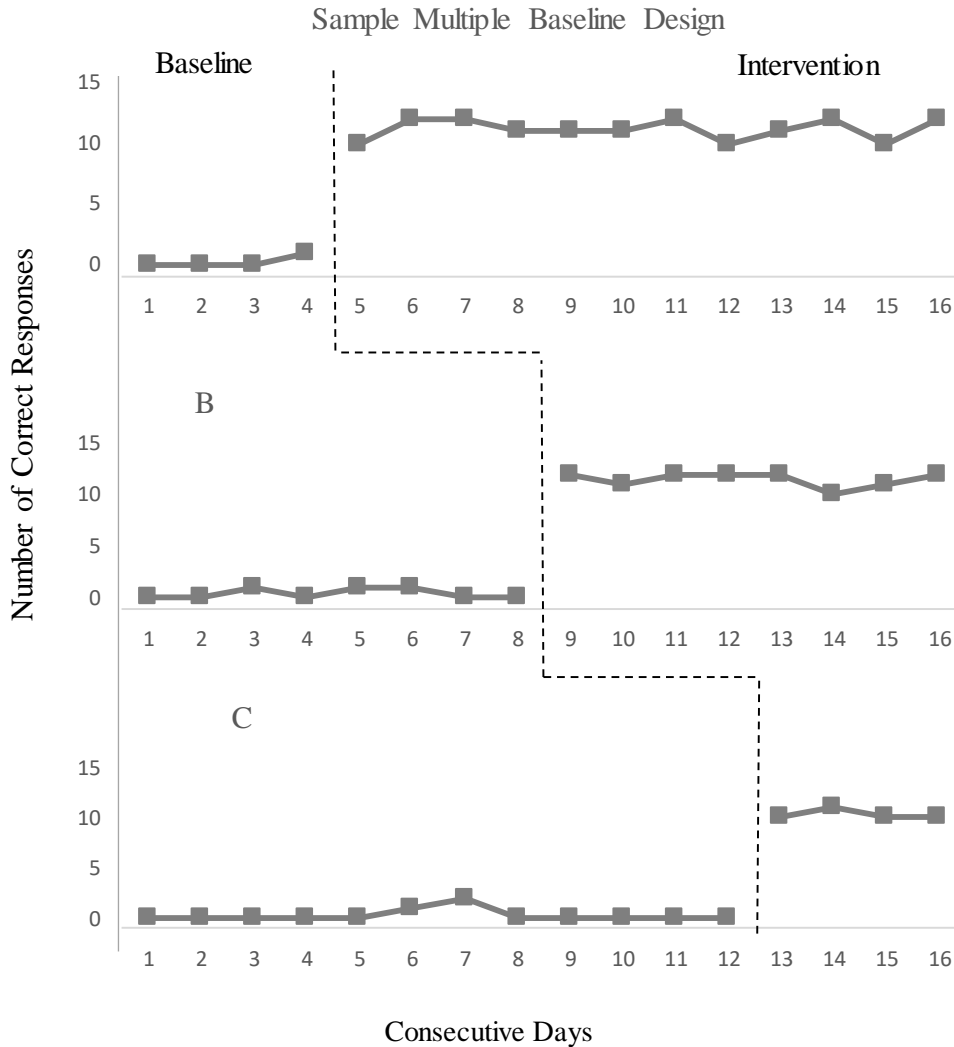 Sample Multiple Baseline Design
Baseline
Intervention
Number of Correct Responses
15
10
5
0
1 2 3 4 5 6 7 8 9 10 11 12 13 14 15 16
B
15
10
5
0
1 2 3 4 5 6 7 8 9 10 11 12 13 14 15 16
C
15
10
5
0
1 2 3 4 5 6 7 8 9 10 11 12 13 14 15 16
Consecutive Days